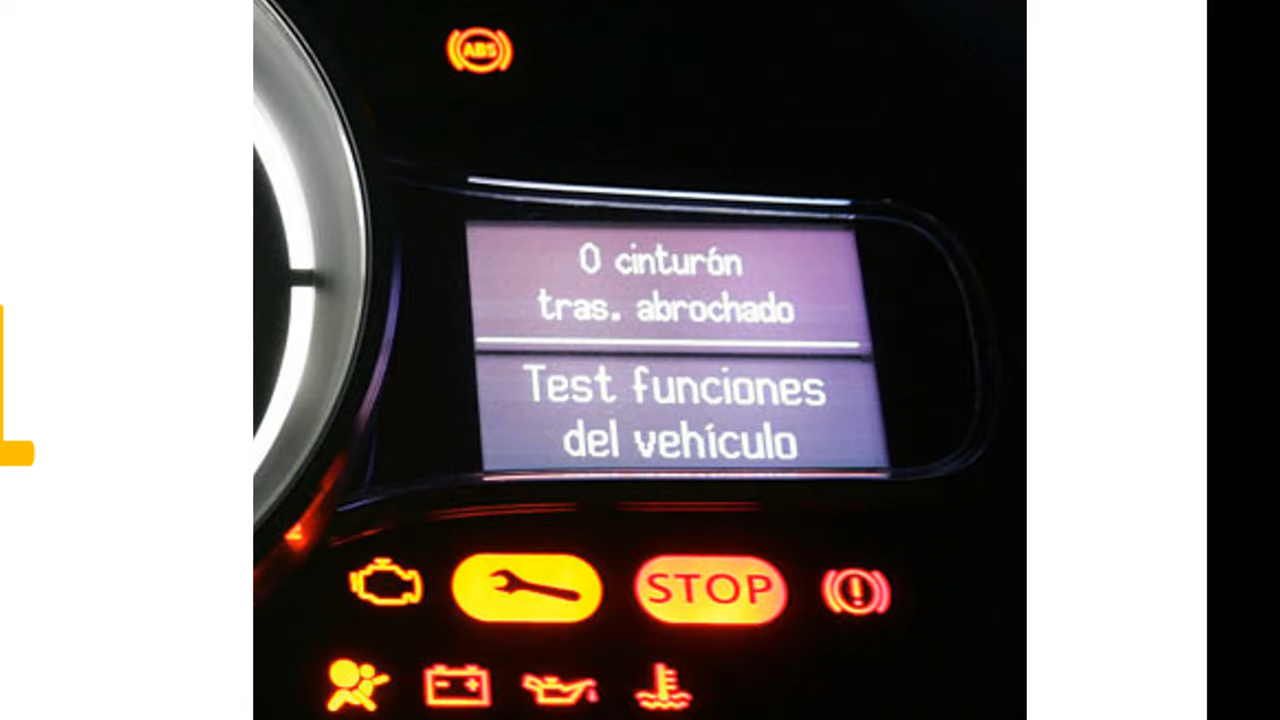 ABS
0 cinturón
tras. abrochado
Test funciones
del vehículo
STOP